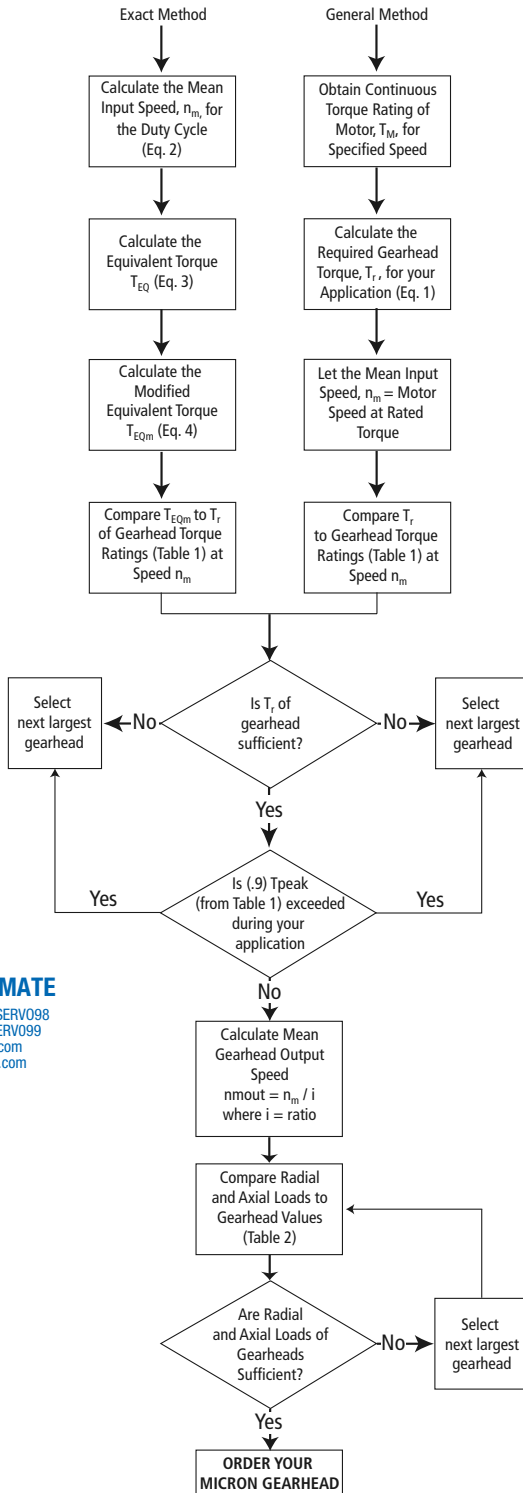 Exact Method
General Method
Calculate the Mean
Input Speed, nm, for
the Duty Cycle
(Eq. 2)
Obtain Continuous
Torque Rating of
Motor, TM, for
Specified Speed
Calculate the
Equivalent Torque
TEQ (Eq. 3)
Calculate the
Required Gearhead
Torque, Tr, for your
Application (Eq. 1)
Calculate the
Modified
Equivalent Torque
TEQm (Eq. 4)
Let the Mean Input
Speed, nm = Motor
Speed at Rated
Torque
Compare TEQm to Tr
of Gearhead Torque
Ratings (Table 1) at
Speed nm
Compare Tr
to Gearhead Torque
Ratings (Table 1) at
Speed nm
Select
next largest
gearhead
No
Is Tr of
gearhead
sufficient?
No
Select
next largest
gearhead
Yes
Yes
Is (.9) Tpeak
(from Table 1) exceeded
during your
application
Yes
No
MATE
SERVO98
ERV099
com
.com
Calculate Mean
Gearhead Output
Speed
nmout = nm / i
where i = ratio
Compare Radial
and Axial Loads to
Gearhead Values
(Table 2)
Are Radial
and Axial Loads of
Gearheads
Sufficient?
No
Select
next largest
gearhead
Yes
ORDER YOUR
MICRON GEARHEAD